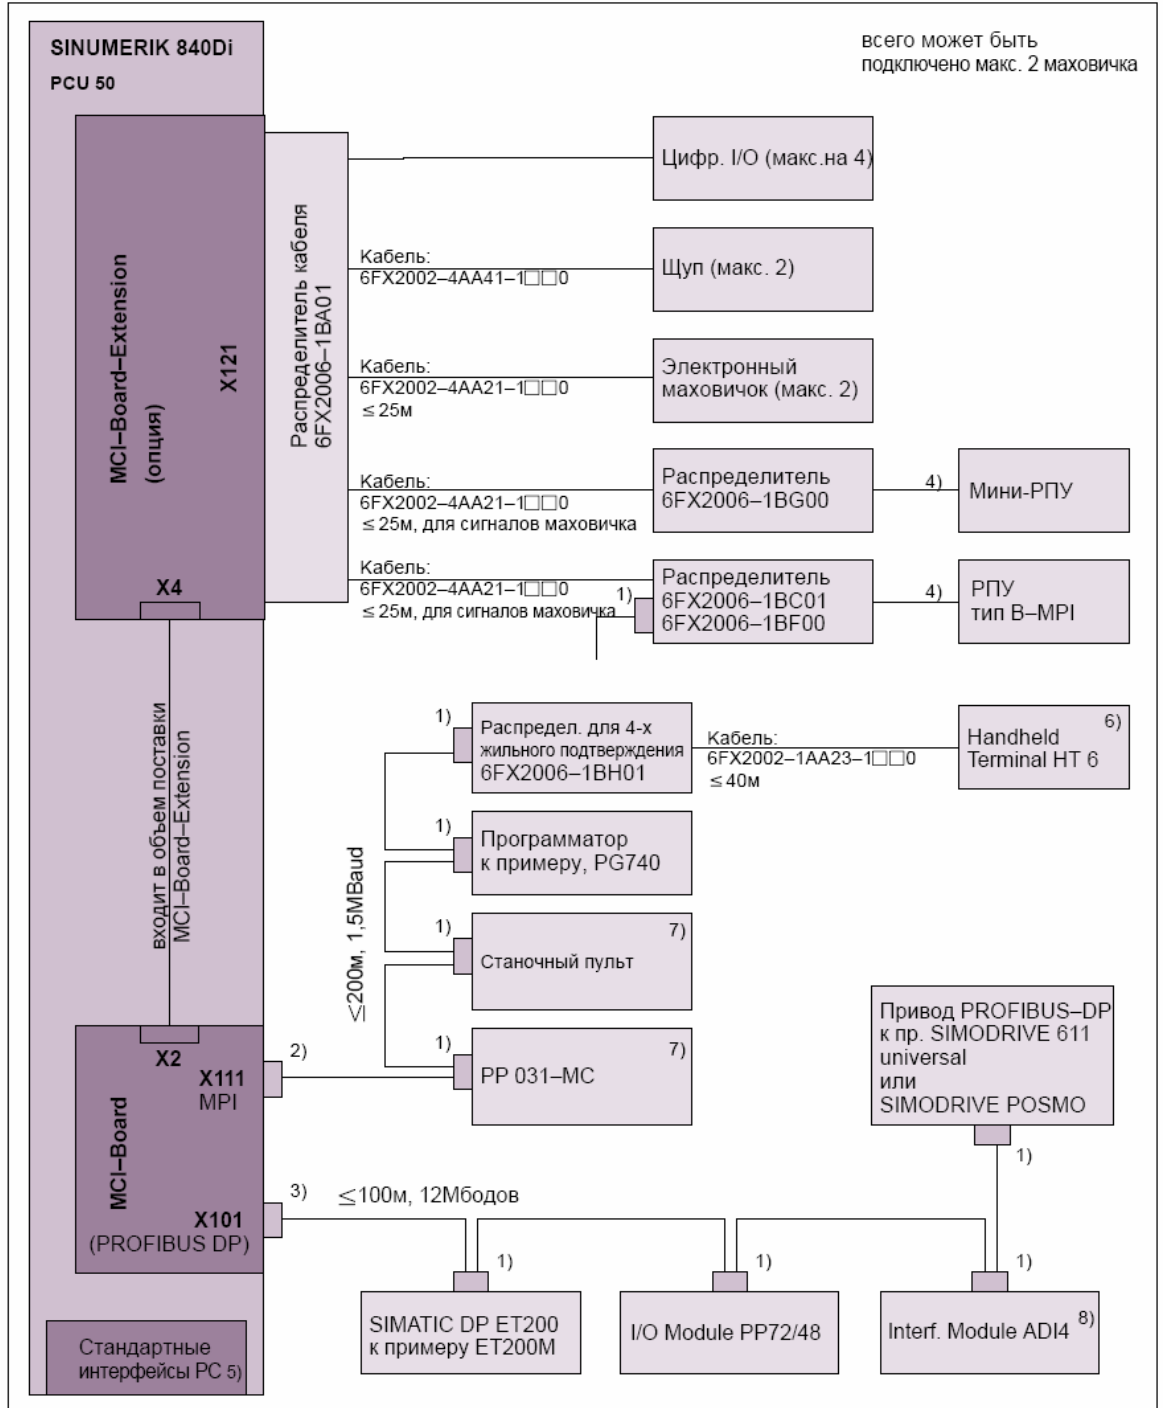 SINUMERIK 840Di
PCU 50
всего может быть
подключено макс. 2 маховичка
MCI–Board–Extension
(опция)
X121
X4
Распределитель кабеля
6FX2006–1BA01
Цифр. I/O (макс.на 4)
Кабель:
6FX2002–4AA41–1□□0
Щуп (макс. 2)
Кабель:
6FX2002–4AA21–1□□0
≤ 25м
Электронный
маховичок (макс. 2)
Кабель:
6FX2002–4AA21–1□□0
≤ 25м, для сигналов маховичка
Распределитель
6FX2006–1BG00
4)
Мини-РПУ
Кабель:
6FX2002–4AA21–1□□0
≤ 25м, для сигналов маховичка
1)
Распределитель
6FX2006–1BC01
6FX2006–1BF00
4)
РПУ
тип B–MPI
входит в объем поставки
MCI–Board–Extension
1)
Распредел. для 4-х
жильного подтверждения
6FX2006–1BH01
Кабель:
6FX2002–1AA23–1□□0
≤ 40м
6)
Handheld
Terminal HT 6
1)
Программатор
к примеру, PG740
≤200м, 1,5MBaud
1)
7)
Станочный пульт
1)
7)
PP 031–MC
X2
2)
X111
MPI
MCI–Board
Привод PROFIBUS–DP
к пр. SIMODRIVE 611
universal
или
SIMODRIVE POSMO
1)
3)
≤100м, 12Мбодов
X101
(PROFIBUS DP)
1)
1)
1)
SIMATIC DP ET200
к примеру ET200M
I/O Module PP72/48
Interf. Module ADI4 8)
Стандартные
интерфейсы PC 5)